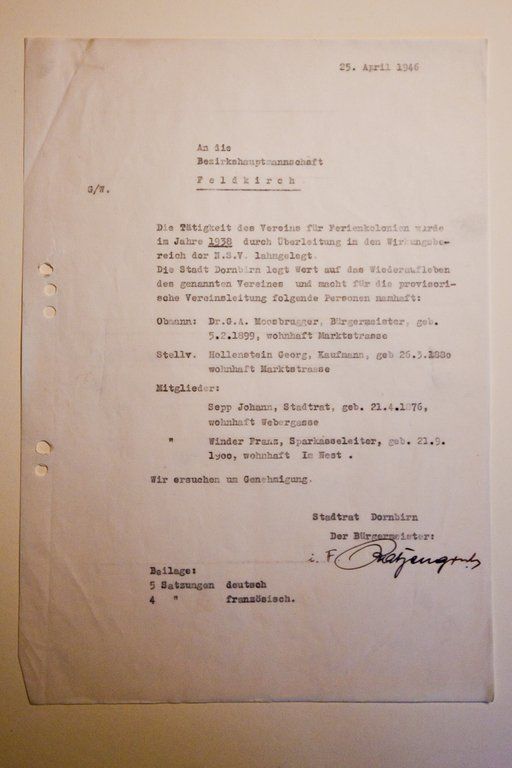 25. April 1946
An die
Bezirkshauptmannschaft
Feldkirch
G/W.
Die Tätigkeit des Vereins für Ferienkolonien wurde
im Jahre 1938 durch Überleitung in den Wirkungsbe-
reich der N.S.V. lahmgelegt.
Die Stadt Dornbirn legt Wert auf das Wiederaufleben
des genannten Vereines und macht für die provisori-
sche Vereinsleitung folgende Personen namhaft:
Obmann: Dr.G.A. Moosbrugger, Bürgermeister, geb.
5.2.1899, wohnhaft Marktstrasse
Stellv. Hollenstein Georg, Kaufmann, geb 26.3.1880
wohnhaft Marktstrasse
Mitglieder:
Sepp Johann, Stadtrat, geb. 21.4.1876,
wohnhaft Webergasse
" Winder Franz, Sparkasseleiter, geb. 21.9.
1900, wohnhaft Im Nest .
Wir ersuchen um Genehmigung.
Stadtrat Dornbirn
Der Bürgermeister:
i. F
Beilage:
5 Satzungen deutsch
4 " französisch.